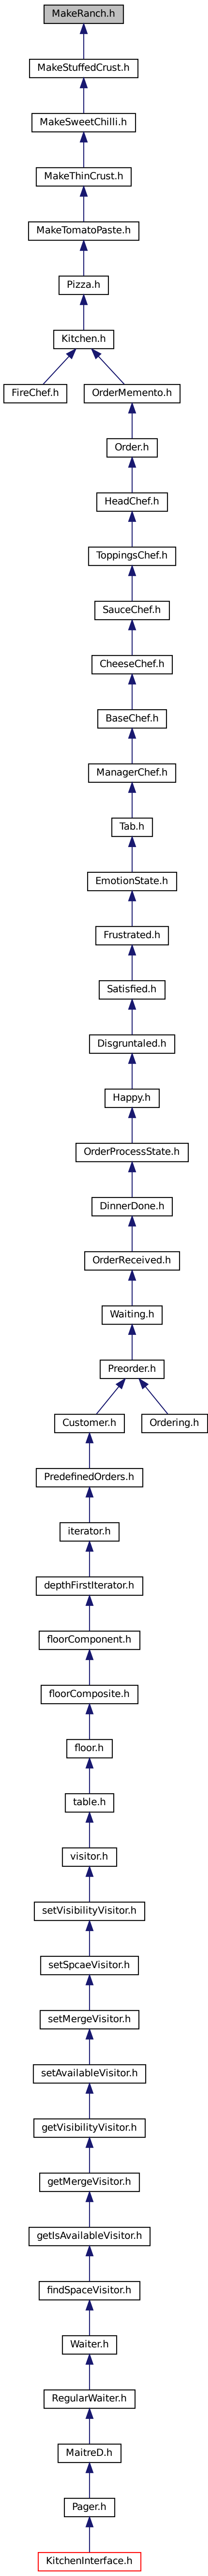 MakeRanch.h
MakeStuffedCrust.h
MakeSweetChilli.h
MakeThinCrust.h
MakeTomatoPaste.h
Pizza.h
Kitchen.h
FireChef.h
OrderMemento.h
Order.h
HeadChef.h
ToppingsChef.h
SauceChef.h
CheeseChef.h
BaseChef.h
ManagerChef.h
Tab.h
EmotionState.h
Frustrated.h
Satisfied.h
Disgruntaled.h
Happy.h
OrderProcessState.h
DinnerDone.h
OrderReceived.h
Waiting.h
Preorder.h
Customer.h
Ordering.h
PredefinedOrders.h
iterator.h
depthFirstIterator.h
floorComponent.h
floorComposite.h
floor.h
table.h
visitor.h
setVisibilityVisitor.h
setSpcaeVisitor.h
setMergeVisitor.h
setAvailableVisitor.h
getVisibilityVisitor.h
getMergeVisitor.h
getIsAvailableVisitor.h
findSpaceVisitor.h
Waiter.h
RegularWaiter.h
MaitreD.h
Pager.h
KitchenInterface.h